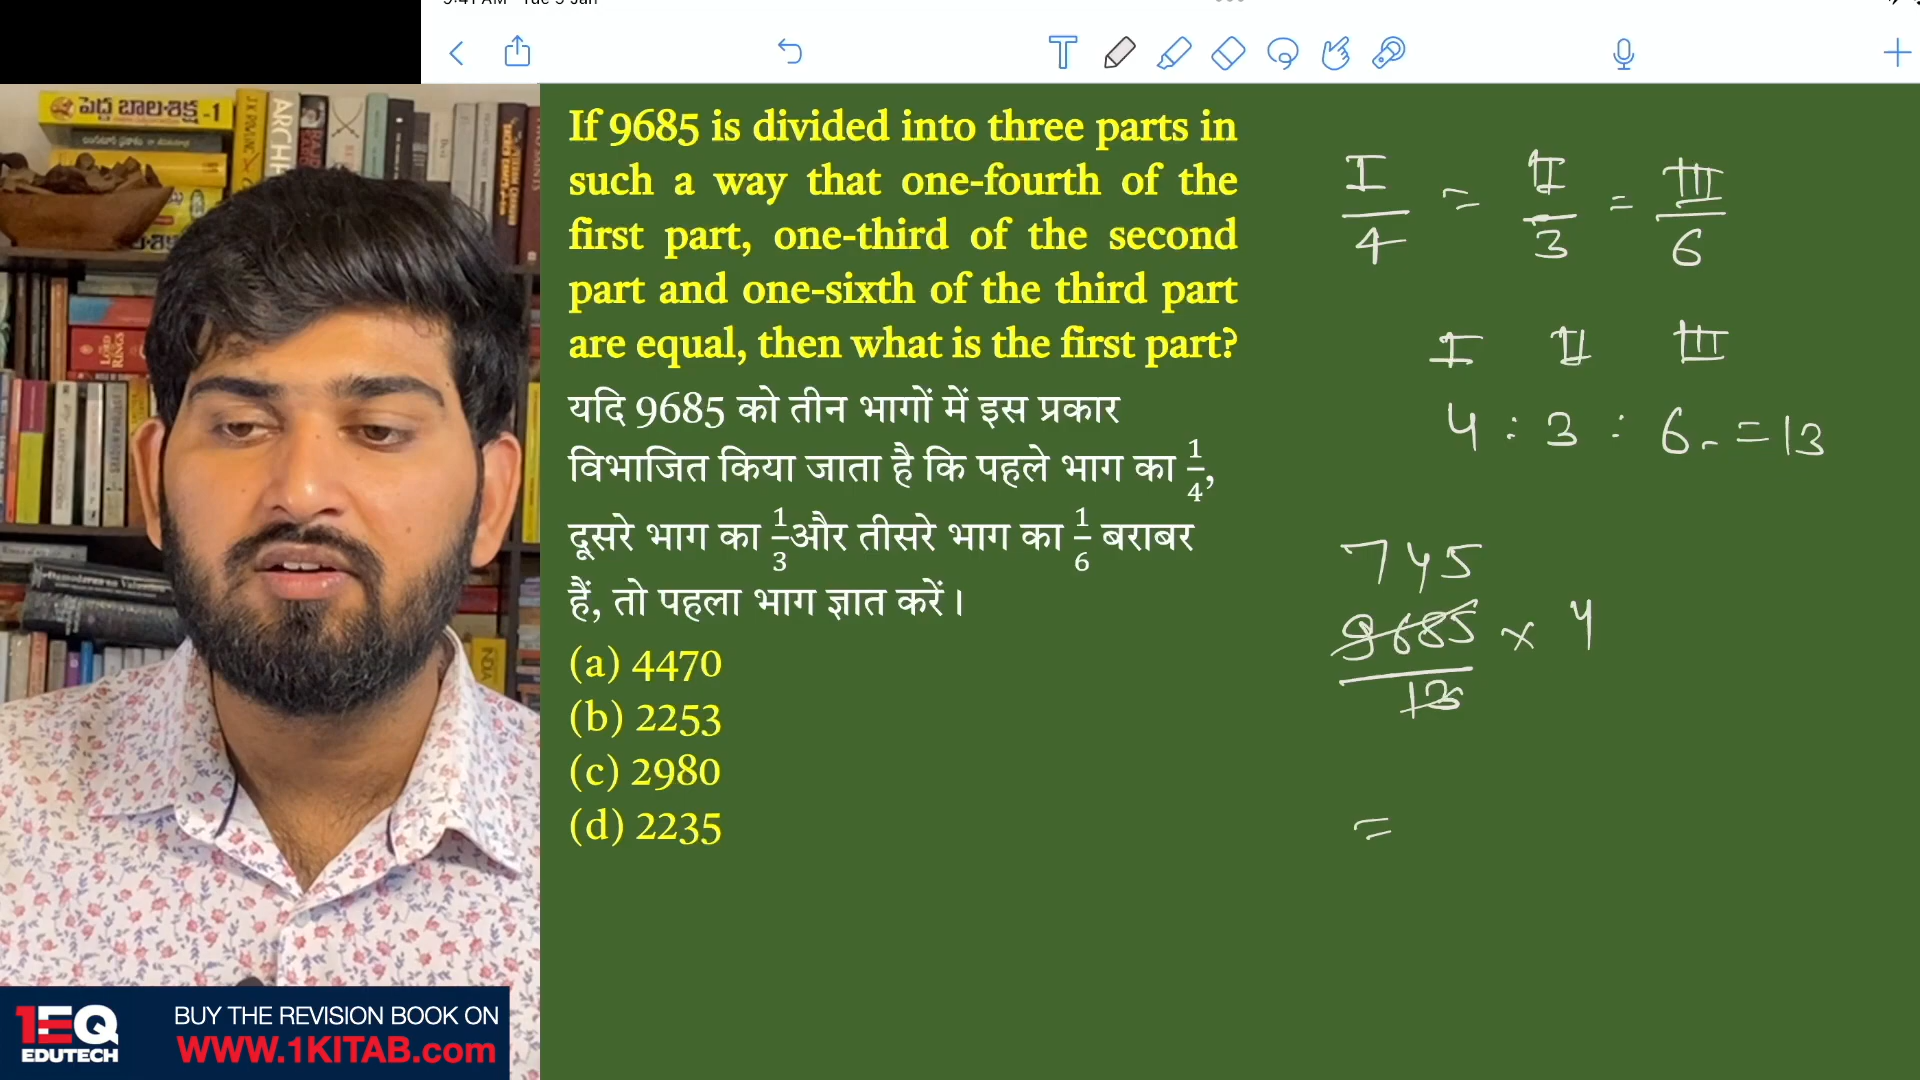 పెద్ద బాలశిక్ష -1
If 9685 is divided into three parts in
such a way that one-fourth of the
first part, one-third of the second
part and one-sixth of the third part
are equal, then what is the first part?
यदि 9685 को तीन भागों में इस प्रकार
विभाजित किया जाता है कि पहले भाग का 1/4,
दूसरे भाग का 1/3 और तीसरे भाग का 1/6 बराबर
हैं, तो पहला भाग ज्ञात करें।
(a) 4470
(b) 2253
(c) 2980
(d) 2235
I/4 = II/3 = III/6
I II III
4 : 3 : 6 = 13
745
9685 × 4
13
=
1EQ
EDUTECH
BUY THE REVISION BOOK ON
WWW.1KITAB.com